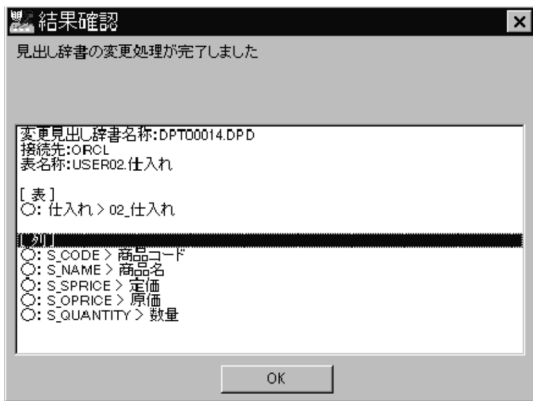 結果確認
見出し辞書の変更処理が完了しました
変更見出し辞書名称:DPT00014.DPD
接続先:ORCL
表名称:USER02.仕入れ
[ 表 ]
○: 仕入れ > 02_仕入れ
[ 列 ]
○: S_CODE > 商品コード
○: S_NAME > 商品名
○: S_SPRICE > 定価
○: S_OPRICE > 原価
○: S_QUANTITY > 数量
OK